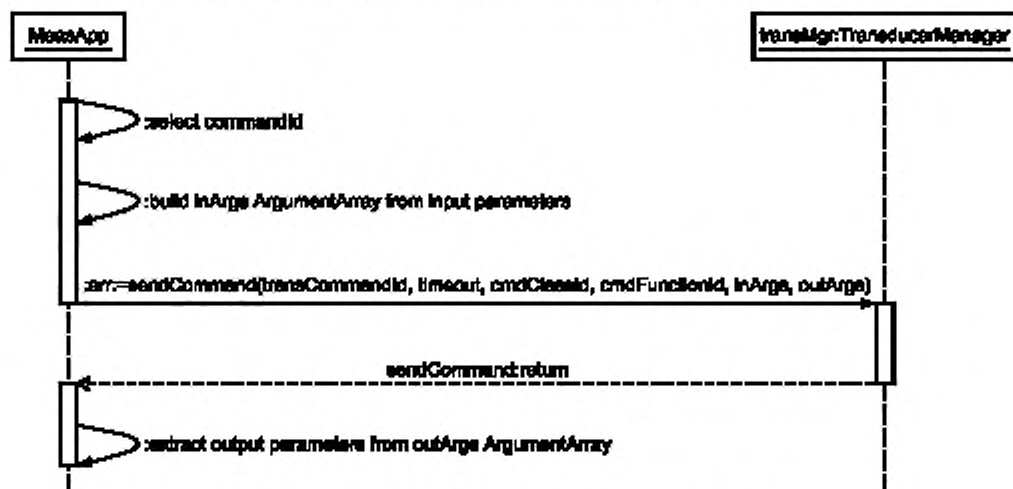 MeasApp
transMgr:TransducerManager
:select commandId
:build inArgs ArgumentArray from input parameters
:err:=sendCommand(transCommandId, timeout, cmdClassId, cmdFunctionId, inArgs, outArgs)
sendCommand:return
:extract output parameters from outArgs ArgumentArray